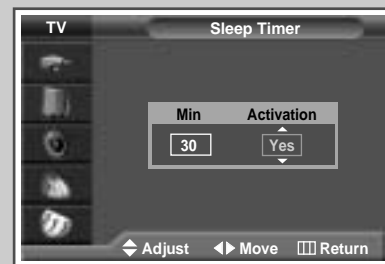 TV Sleep Timer
Min Activation
30 Yes
Adjust Move Return